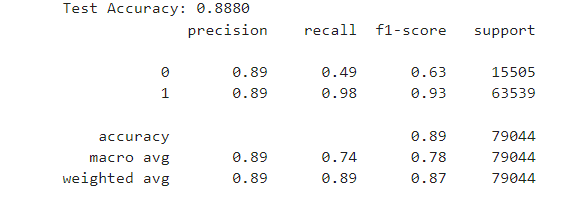 Test Accuracy: 0.8880
precision recall f1-score support
0 0.89 0.49 0.63 15505
1 0.89 0.98 0.93 63539
accuracy 0.89 79044
macro avg 0.89 0.74 0.78 79044
weighted avg 0.89 0.89 0.87 79044